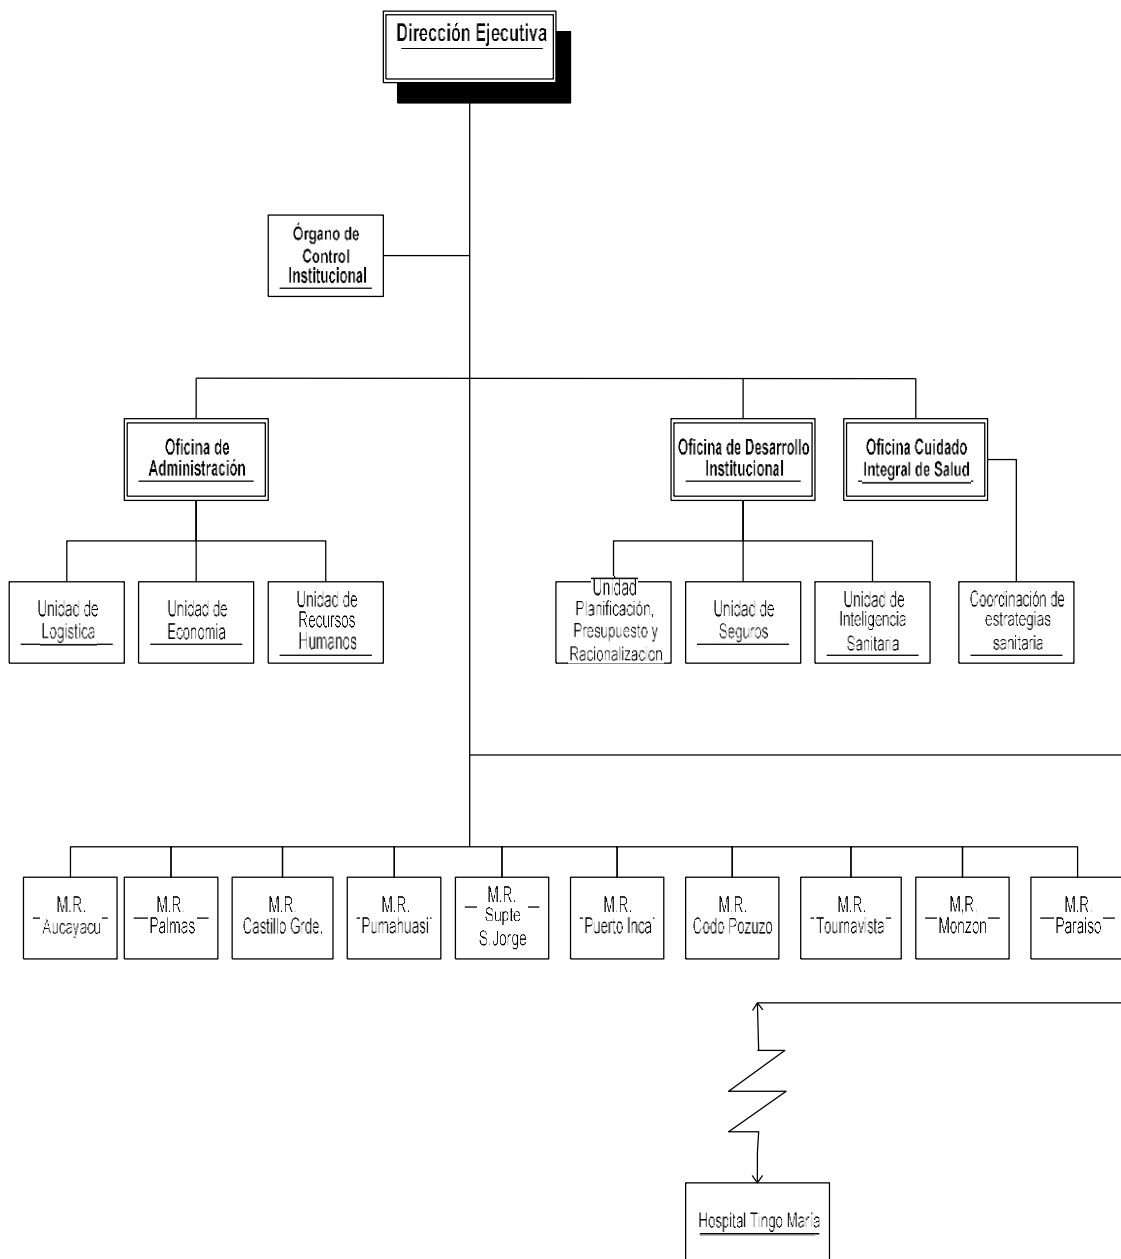 Dirección Ejecutiva
Órgano de
Control
Institucional
Oficina de
Administración
Oficina de Desarrollo
Institucional
Oficina Cuidado
Integral de Salud
Unidad de
Logística
Unidad de
Economía
Unidad de
Recursos
Humanos
Unidad
Planificación,
Presupuesto y
Racionalizacion
Unidad de
Seguros
Unidad de
Inteligencia
Sanitaria
Coordinación de
estrategias
sanitaria
M.R.
Aucayacu
M.R.
Palmas
M.R.
Castillo Grde.
M.R.
Pumahuasi
M.R.
Supte
S.Jorge
M.R.
Puerto Inca
M.R.
Codo Pozuzo
M.R.
Tournavista
M.R.
Monzon
M.R.
Paraiso
Hospital Tingo María